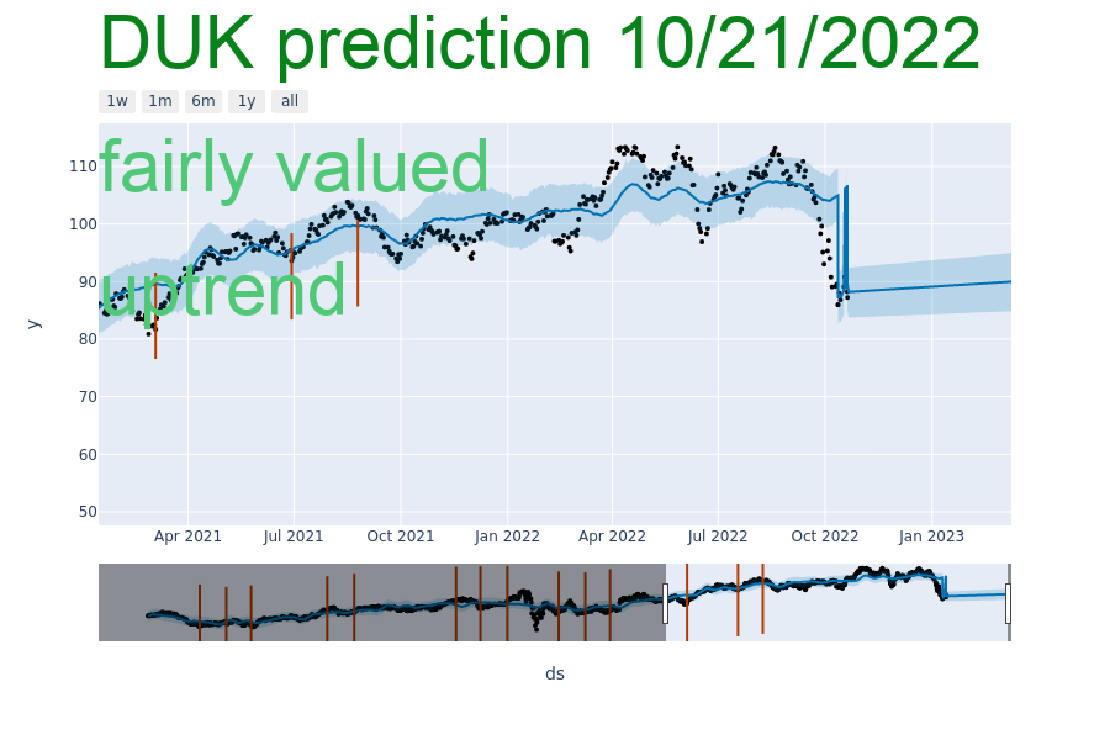 DUK prediction 10/21/2022
1w 1m 6m 1y all
fairly valued
uptrend
110
100
90
80
70
60
50
y
Apr 2021 Jul 2021 Oct 2021 Jan 2022 Apr 2022 Jul 2022 Oct 2022 Jan 2023
ds